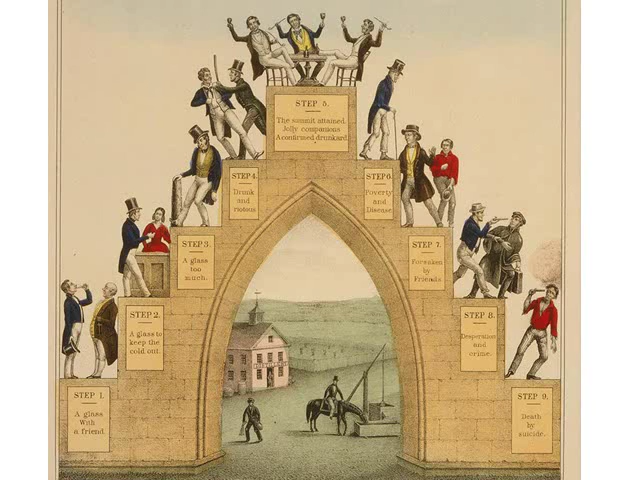 STEP 1.
A glass
With
a friend.
STEP 2.
A glass to
keep the
cold out.
STEP 3.
A glass
too
much.
STEP 4.
Drunk
and
riotous
STEP 5.
The summit attained.
Jolly companions
A confirmed drunkard.
STEP 6.
Poverty
and
Disease.
STEP 7.
Forsaken
by
Friends.
STEP 8.
Desperation
and
crime.
STEP 9.
Death
by
suicide.